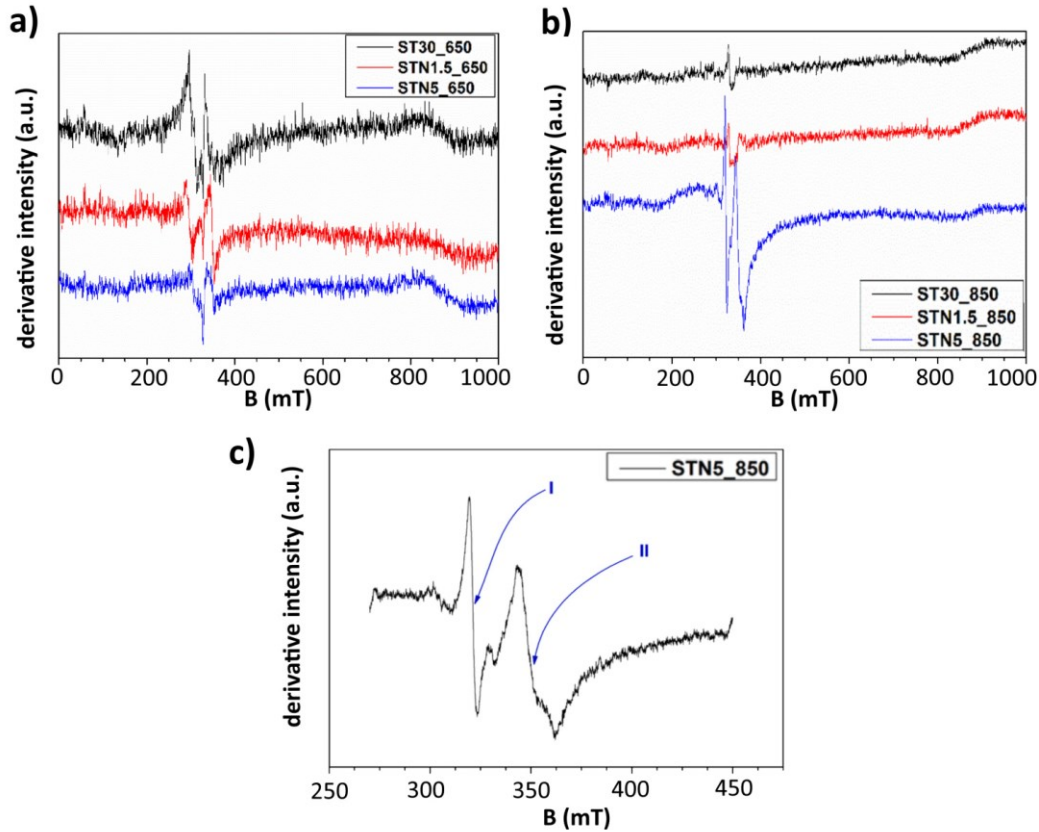 a)
ST30_650
STN1.5_650
STN5_650
derivative intensity (a.u.)
0 200 400 600 800 1000
B (mT)
b)
ST30_850
STN1.5_850
STN5_850
derivative intensity (a.u.)
0 200 400 600 800 1000
B (mT)
c)
STN5_850
I
II
derivative intensity (a.u.)
250 300 350 400 450
B (mT)